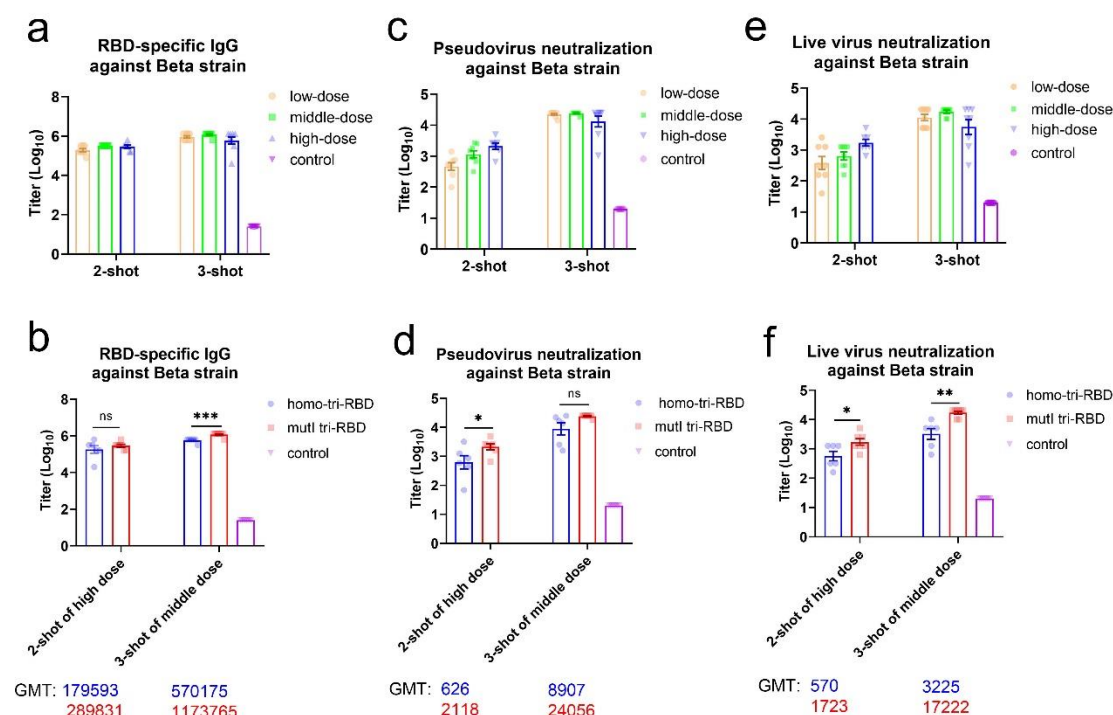 a
RBD-specific IgG
against Beta strain
Titer (Log10)
8
6
4
2
0
2-shot
3-shot
low-dose
middle-dose
high-dose
control
c
Pseudovirus neutralization
against Beta strain
Titer (Log10)
5
4
3
2
1
0
2-shot
3-shot
low-dose
middle-dose
high-dose
control
e
Live virus neutralization
against Beta strain
Titer (Log10)
5
4
3
2
1
0
2-shot
3-shot
low-dose
middle-dose
high-dose
control
b
RBD-specific IgG
against Beta strain
Titer (Log10)
8
6
4
2
0
ns
***
2-shot of high dose
3-shot of middle dose
homo-tri-RBD
mutI tri-RBD
control
GMT: 179593 570175
289831 1173765
d
Pseudovirus neutralization
against Beta strain
Titer (Log10)
5
4
3
2
1
0
*
ns
2-shot of high dose
3-shot of middle dose
homo-tri-RBD
mutI tri-RBD
control
GMT: 626 8907
2118 24056
f
Live virus neutralization
against Beta strain
Titer (Log10)
5
4
3
2
1
0
*
**
2-shot of high dose
3-shot of middle dose
homo-tri-RBD
mutI tri-RBD
control
GMT: 570 3225
1723 17222